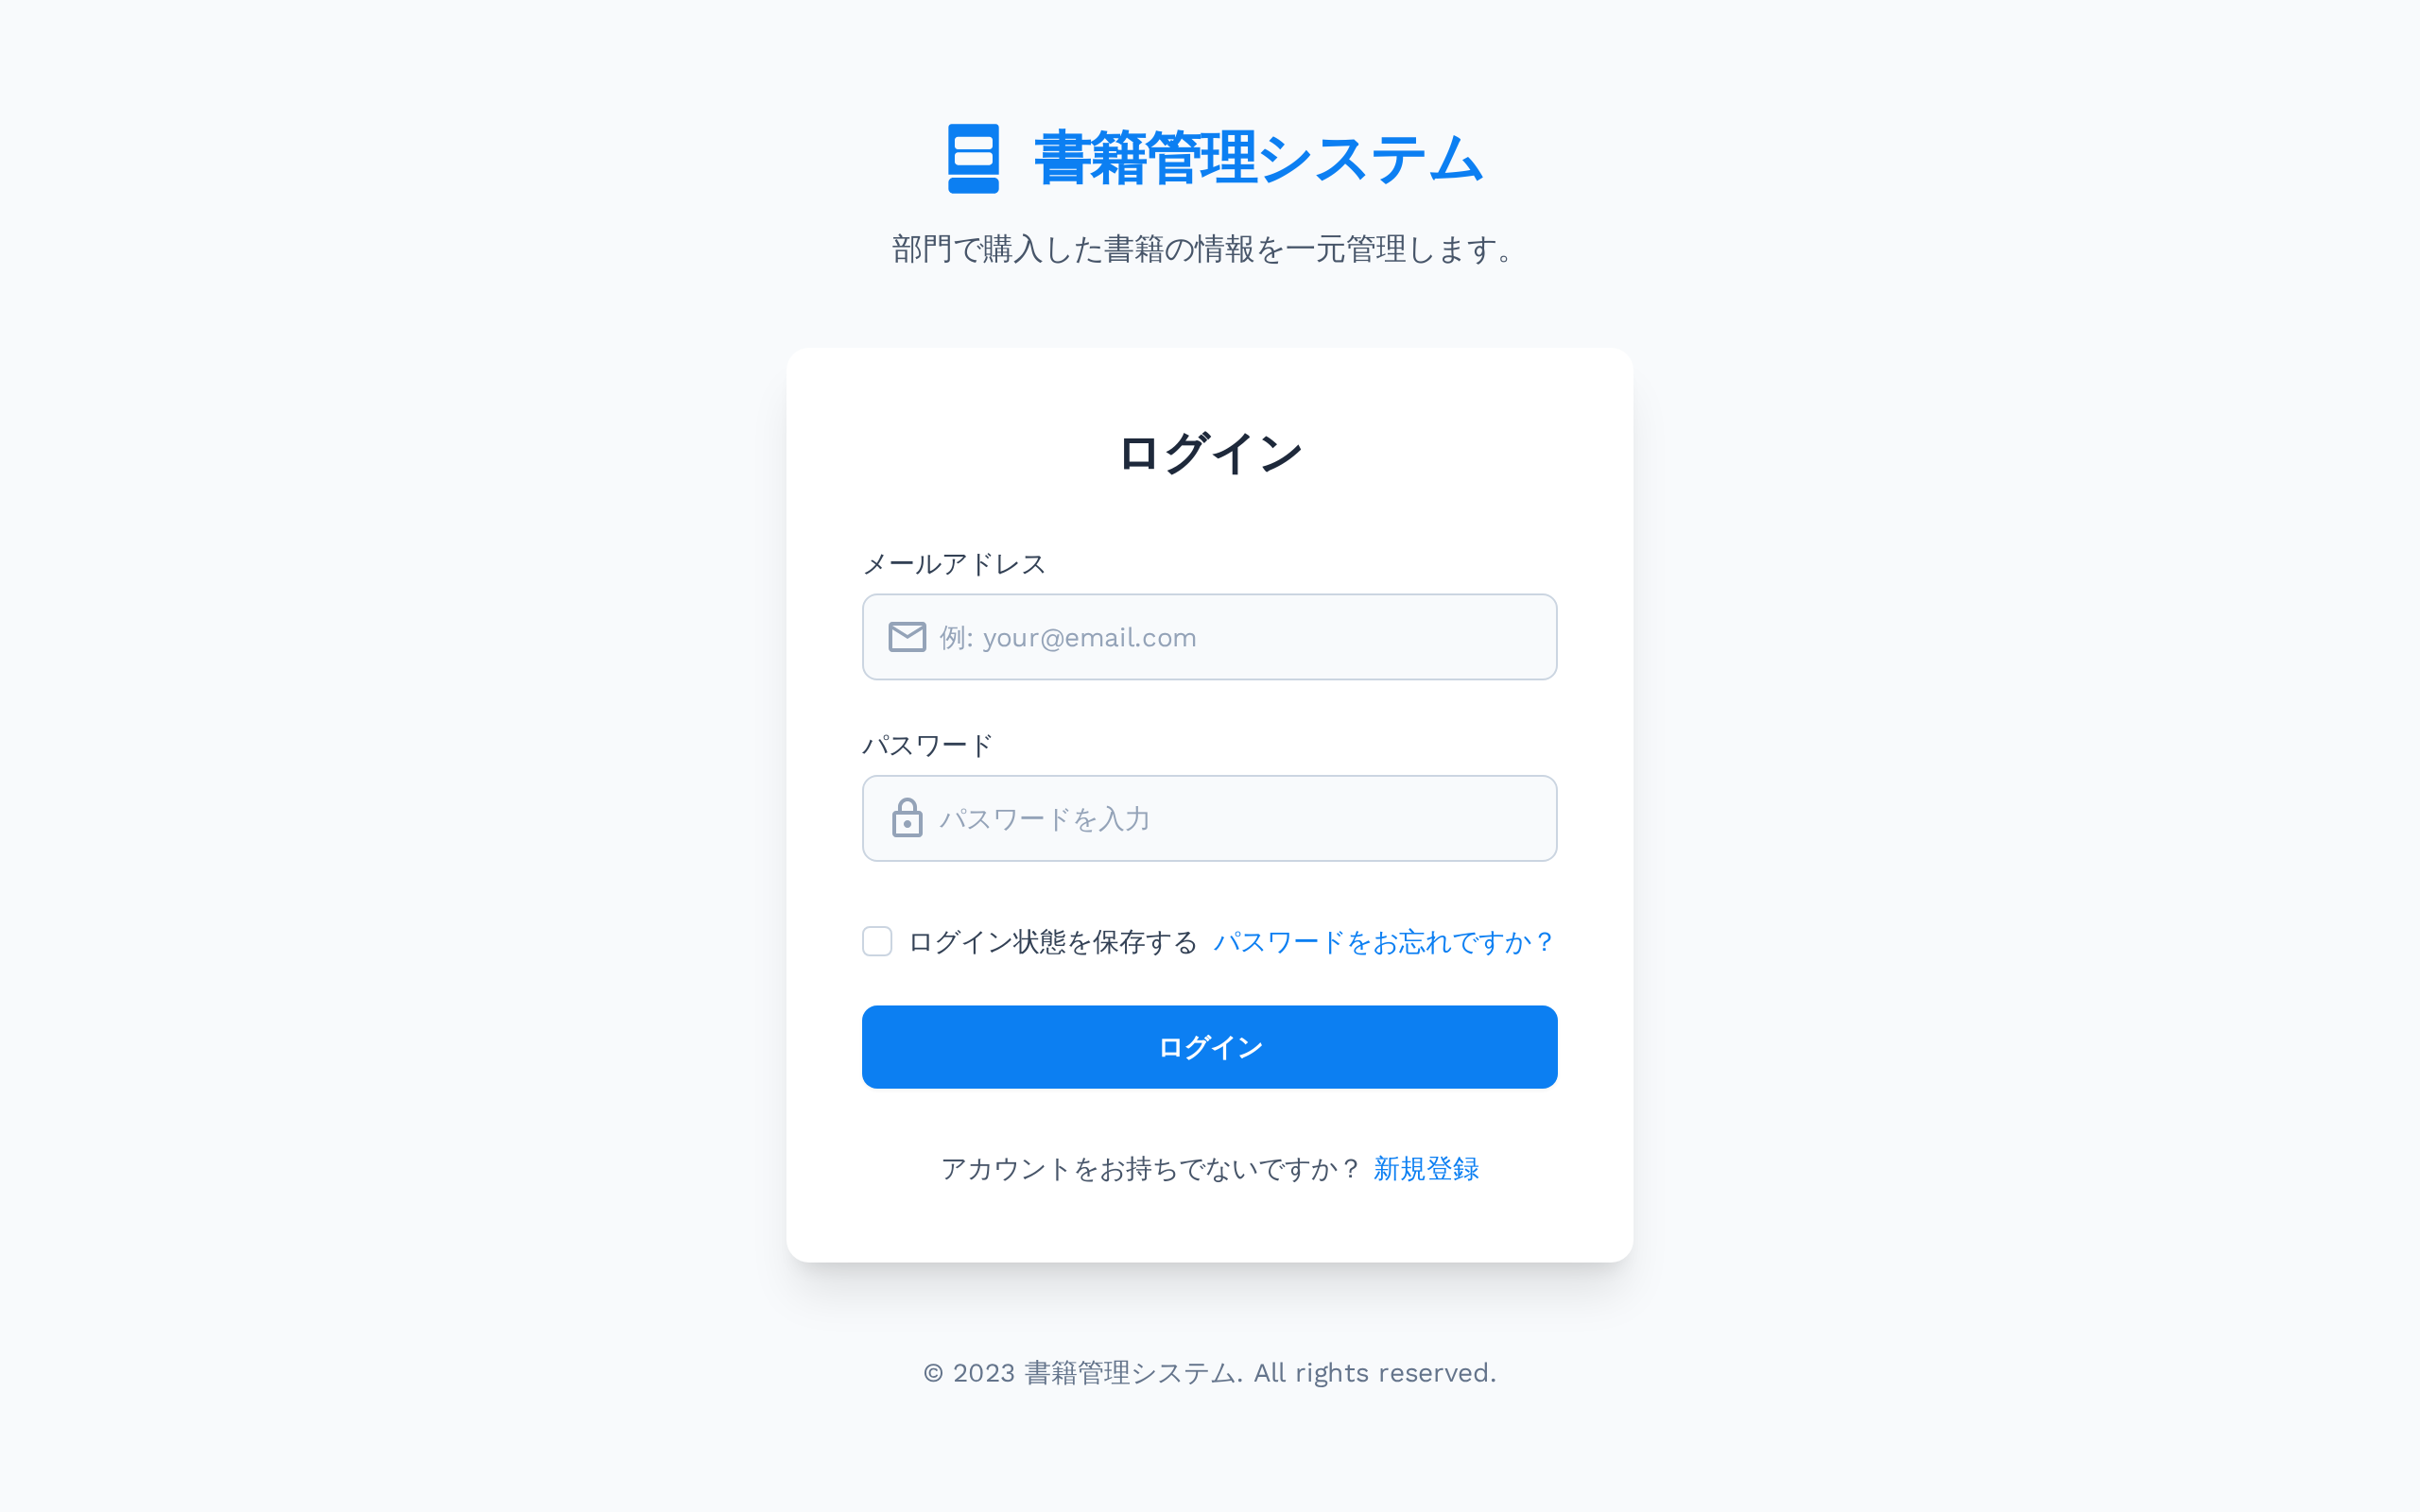 書籍管理システム
部門で購入した書籍の情報を一元管理します。
ログイン
メールアドレス
例: your@email.com
パスワード
パスワードを入力
ログイン状態を保存する パスワードをお忘れですか？
ログイン
アカウントをお持ちでないですか？ 新規登録
© 2023 書籍管理システム. All rights reserved.